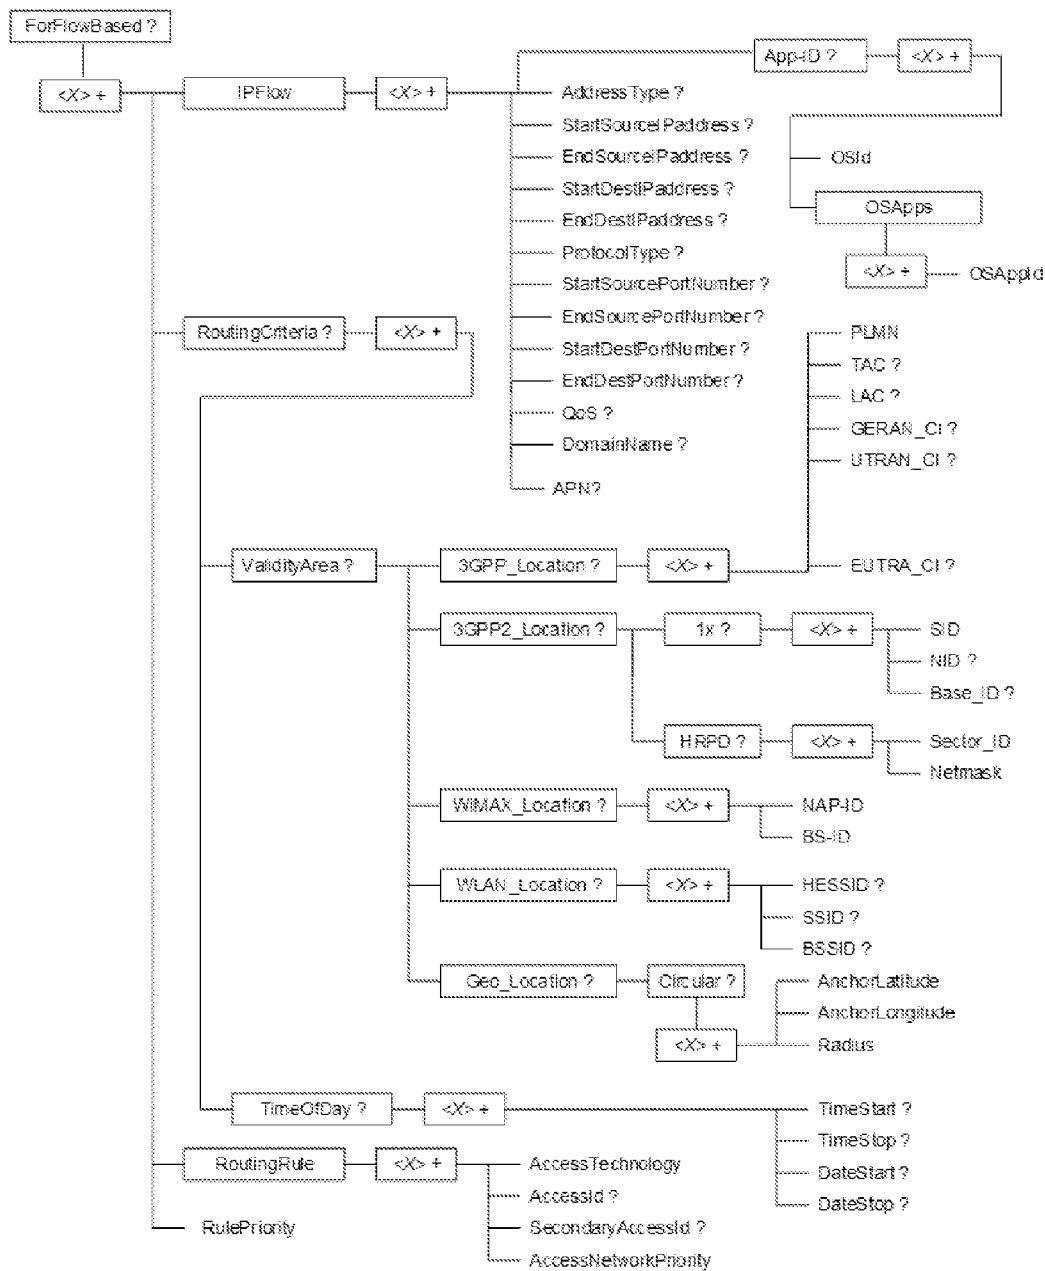 ForFlowBased ?
<X> +
IPFlow
<X> +
App-ID ?
<X> +
OSId
OSApps
<X> +
OSAppId
AddressType ?
StartSourceIPaddress ?
EndSourceIPaddress ?
StartDestIPaddress ?
EndDestIPaddress ?
ProtocolType ?
StartSourcePortNumber ?
EndSourcePortNumber ?
StartDestPortNumber ?
EndDestPortNumber ?
QoS ?
DomainName ?
APN?
RoutingCriteria ?
<X> +
ValidityArea ?
3GPP_Location ?
<X> +
PLMN
TAC ?
LAC ?
GERAN_CI ?
UTRAN_CI ?
EUTRA_CI ?
3GPP2_Location ?
1x ?
<X> +
SID
NID ?
Base_ID ?
HRPD ?
<X> +
Sector_ID
Netmask
WiMAX_Location ?
<X> +
NAP-ID
BS-ID
WLAN_Location ?
<X> +
HESSID ?
SSID ?
BSSID ?
Geo_Location ?
Circular ?
<X> +
AnchorLatitude
AnchorLongitude
Radius
TimeOfDay ?
<X> +
TimeStart ?
TimeStop ?
DateStart ?
DateStop ?
RoutingRule
<X> +
AccessTechnology
AccessId ?
SecondaryAccessId ?
AccessNetworkPriority
RulePriority